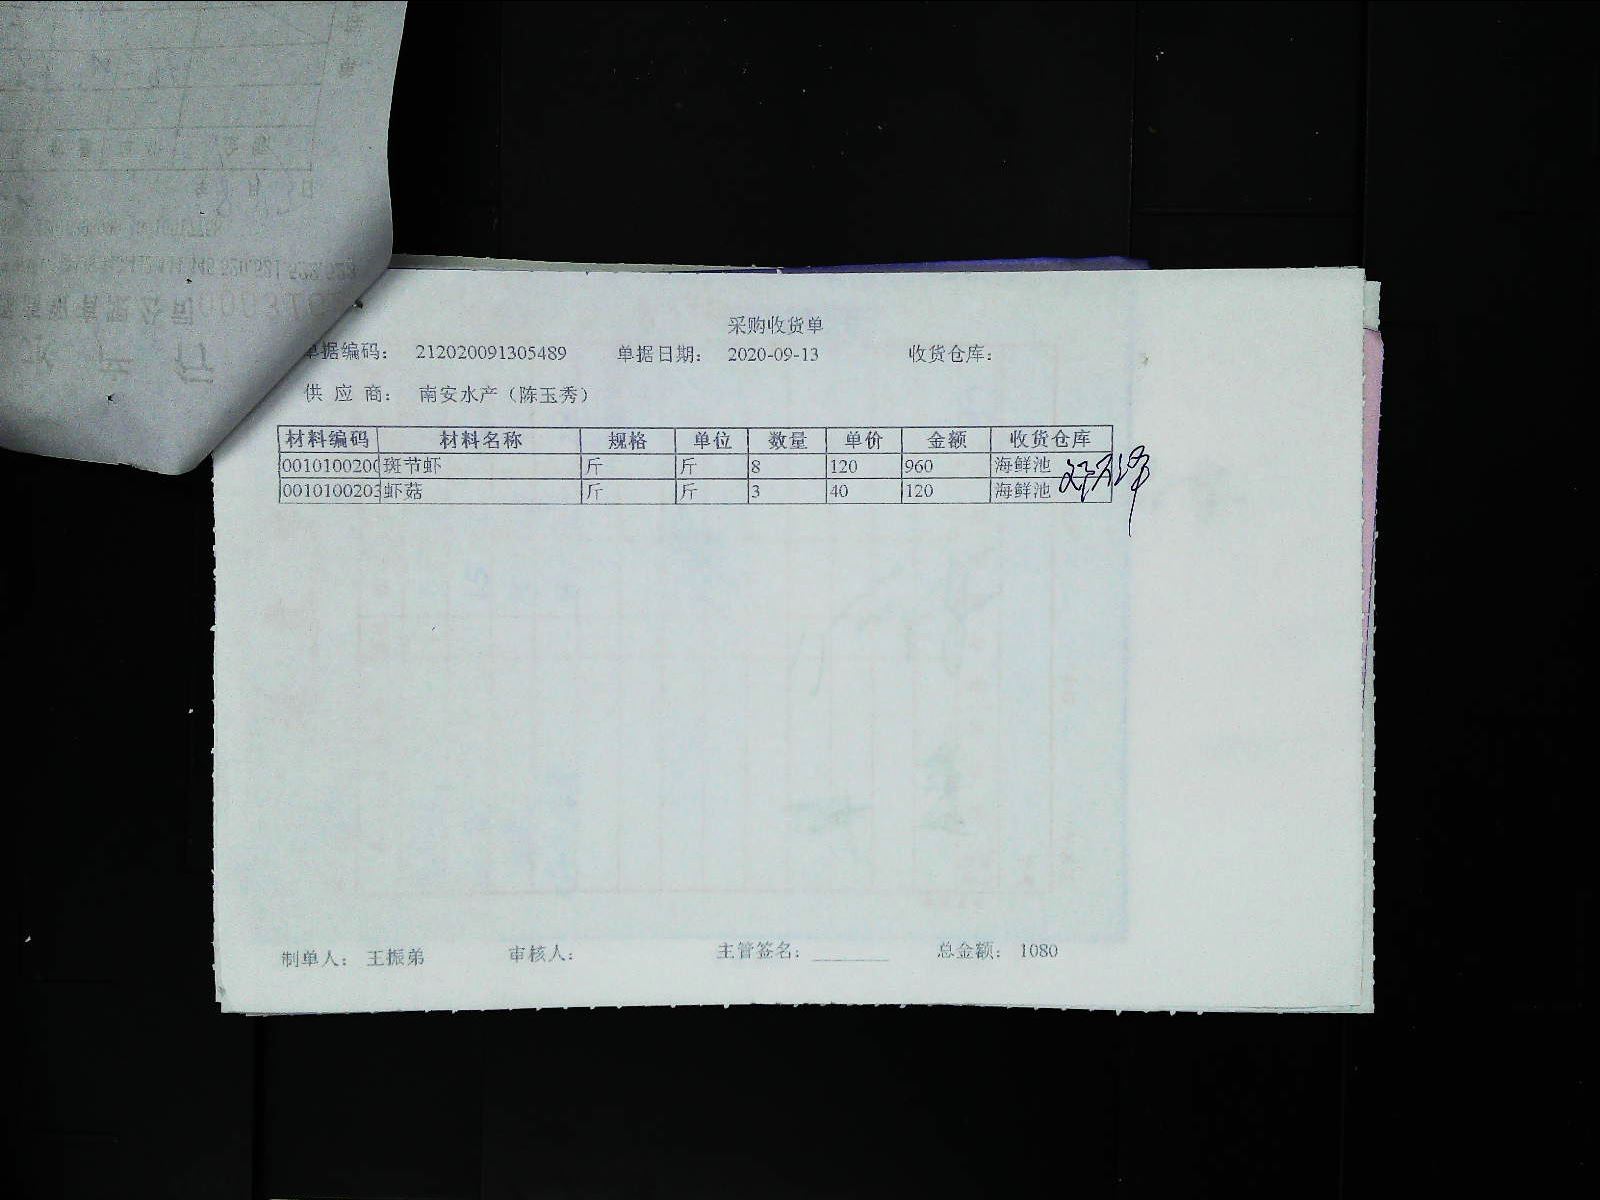 采购收货单
单据编码: 212020091305489 单据日期: 2020-09-13 收货仓库:
供 应 商: 南安水产（陈玉秀）
材料编码 材料名称 规格 单位 数量 单价 金额 收货仓库
0010100200 斑节虾 斤 斤 8 120 960 海鲜池
0010100203 虾菇 斤 斤 3 40 120 海鲜池
制单人: 王振弟 审核人: 主管签名: ________ 总金额: 1080